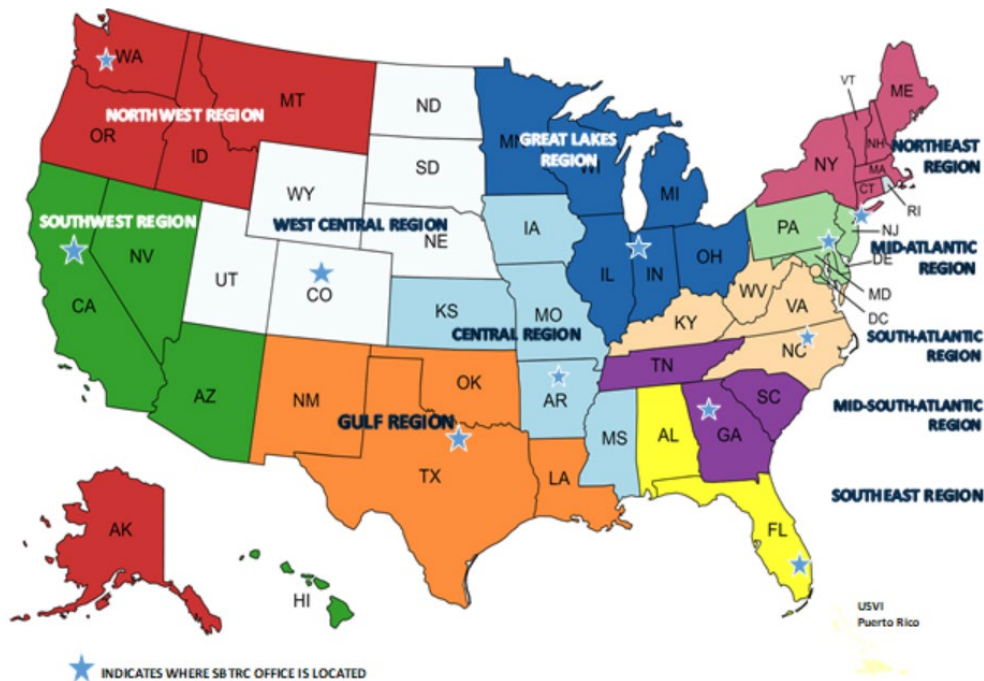 WA
MT
ND
MN
VT
ME
NORTHWEST REGION
OR
ID
SD
GREAT LAKES
REGION
WI
MI
NY
NH
NORTHEAST
REGION
MA
CT
RI
WY
SOUTHWEST REGION
WEST CENTRAL REGION
NE
IA
PA
NJ
MID-ATLANTIC
REGION
DE
NV
UT
CO
IL
IN
OH
MD
DC
CA
KS
MO
WV
VA
KY
CENTRAL REGION
SOUTH-ATLANTIC
REGION
NC
TN
AZ
NM
OK
AR
SC
MID-SOUTH-ATLANTIC
REGION
GULF REGION
MS
AL
GA
TX
LA
SOUTHEAST REGION
FL
AK
HI
USVI
Puerto Rico
INDICATES WHERE SBTRC OFFICE IS LOCATED